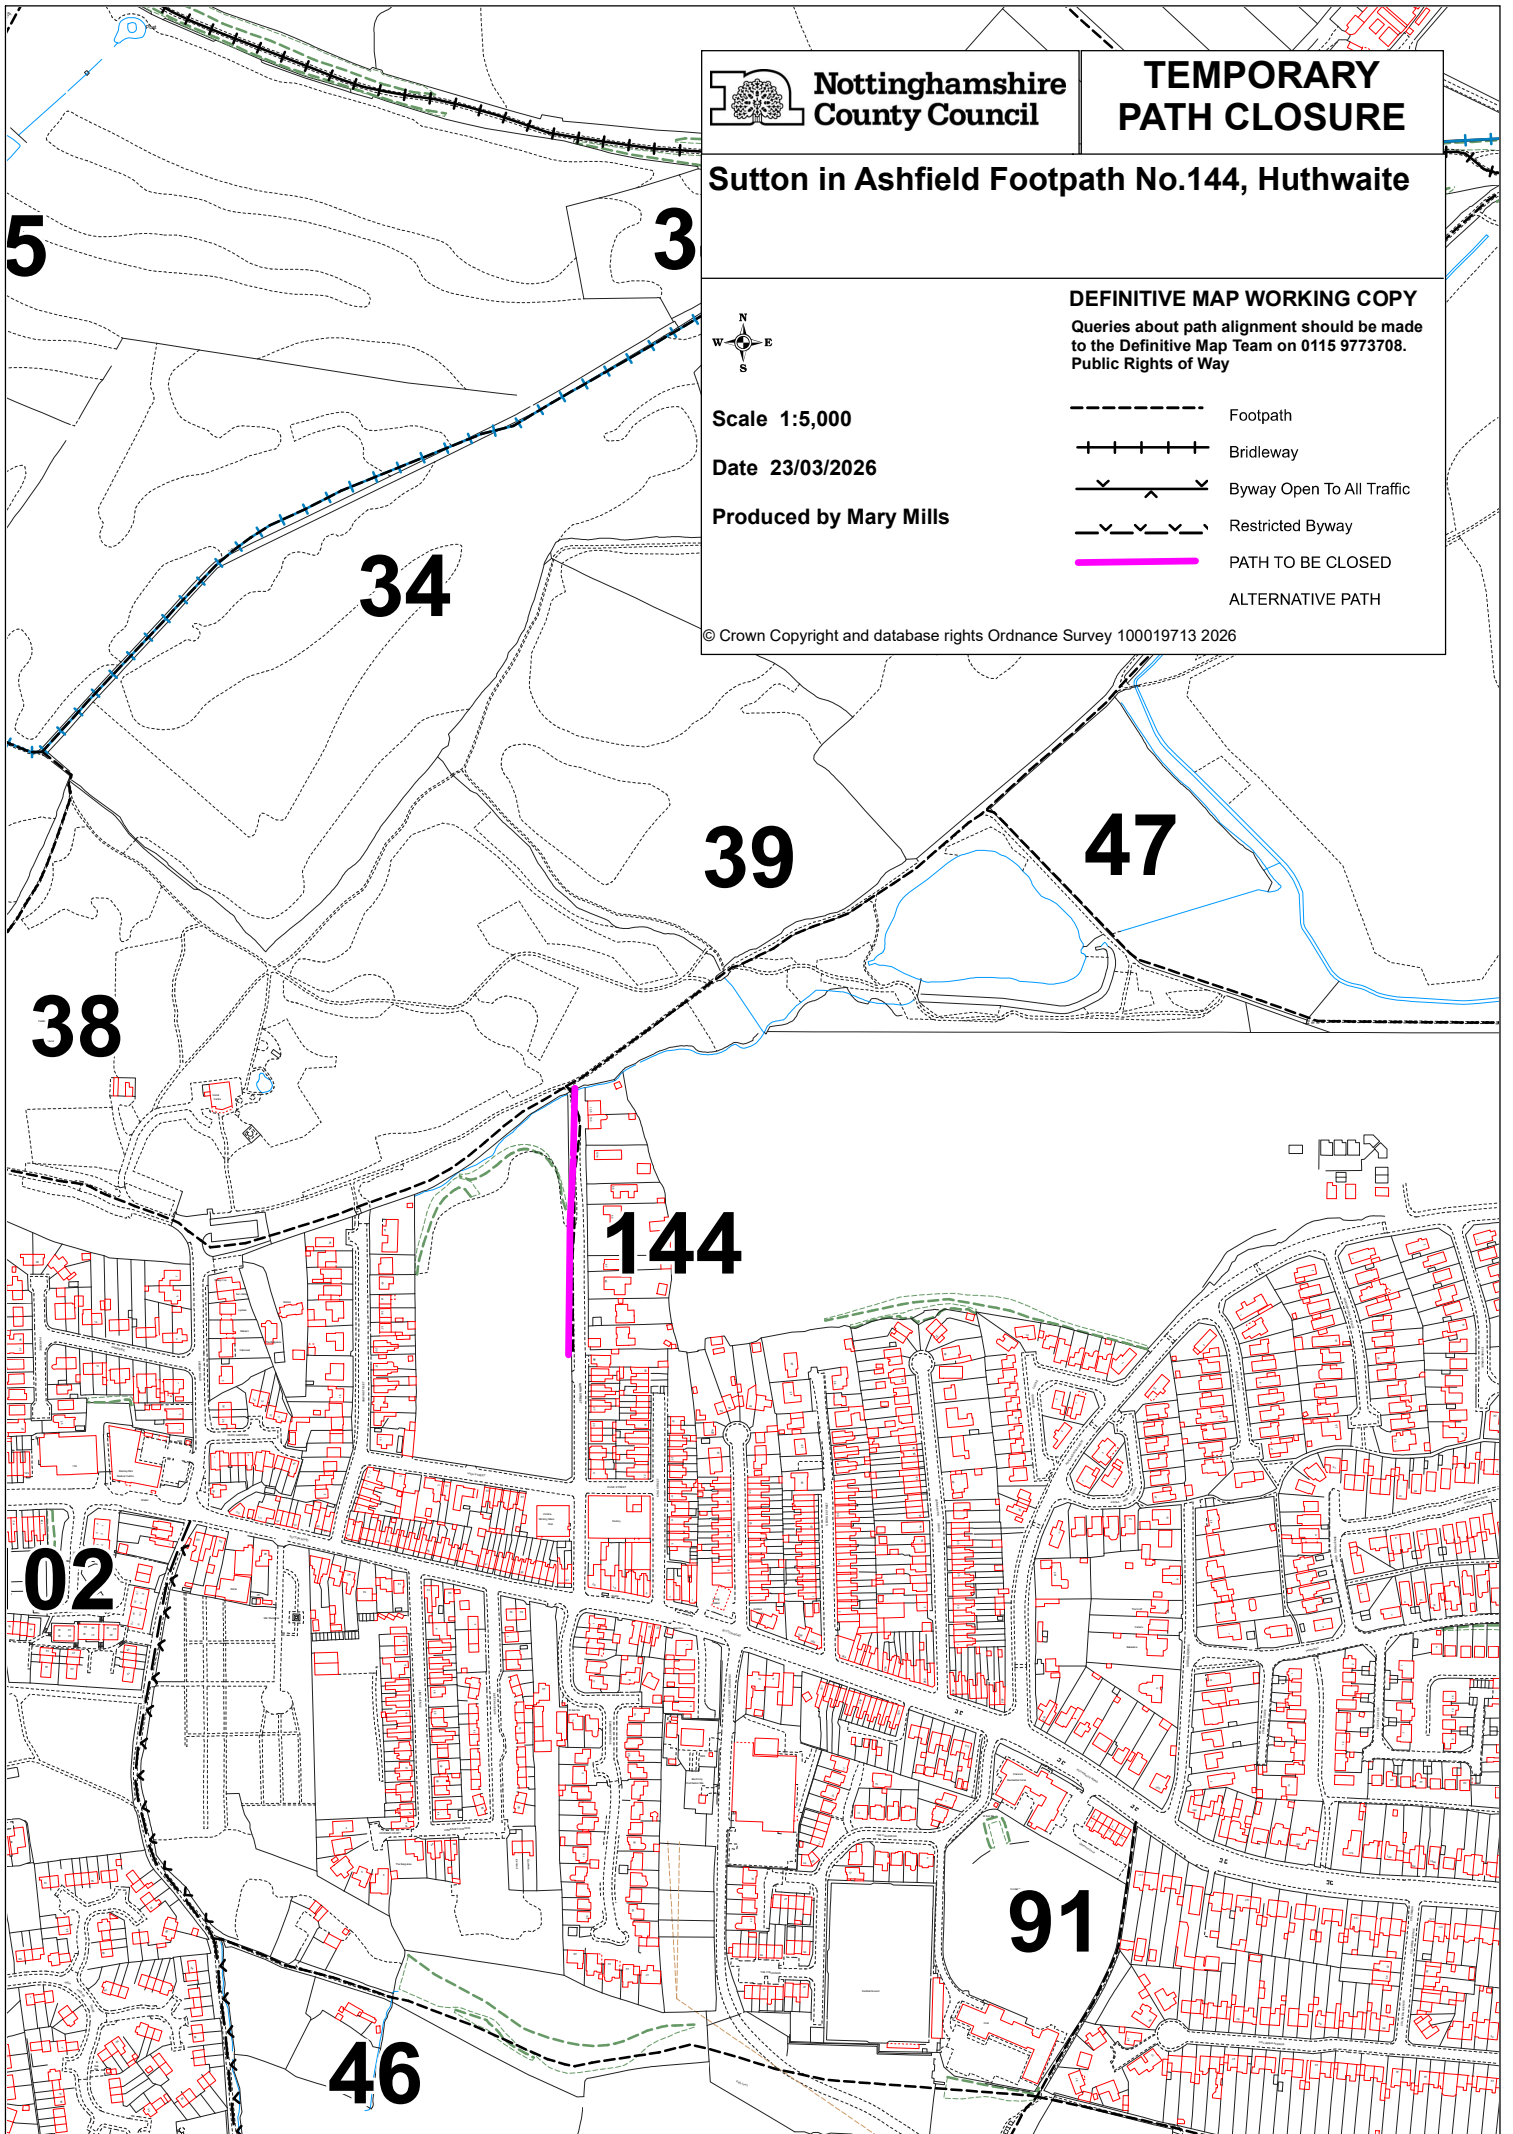 Nottinghamshire
County Council
TEMPORARY
PATH CLOSURE
Sutton in Ashfield Footpath No.144, Huthwaite
N
W E
S
Scale 1:5,000
Date 23/03/2026
Produced by Mary Mills
DEFINITIVE MAP WORKING COPY
Queries about path alignment should be made
to the Definitive Map Team on 0115 9773708.
Public Rights of Way
Footpath
Bridleway
Byway Open To All Traffic
Restricted Byway
PATH TO BE CLOSED
ALTERNATIVE PATH
© Crown Copyright and database rights Ordnance Survey 100019713 2026
5
3
34
39
47
38
144
02
91
46